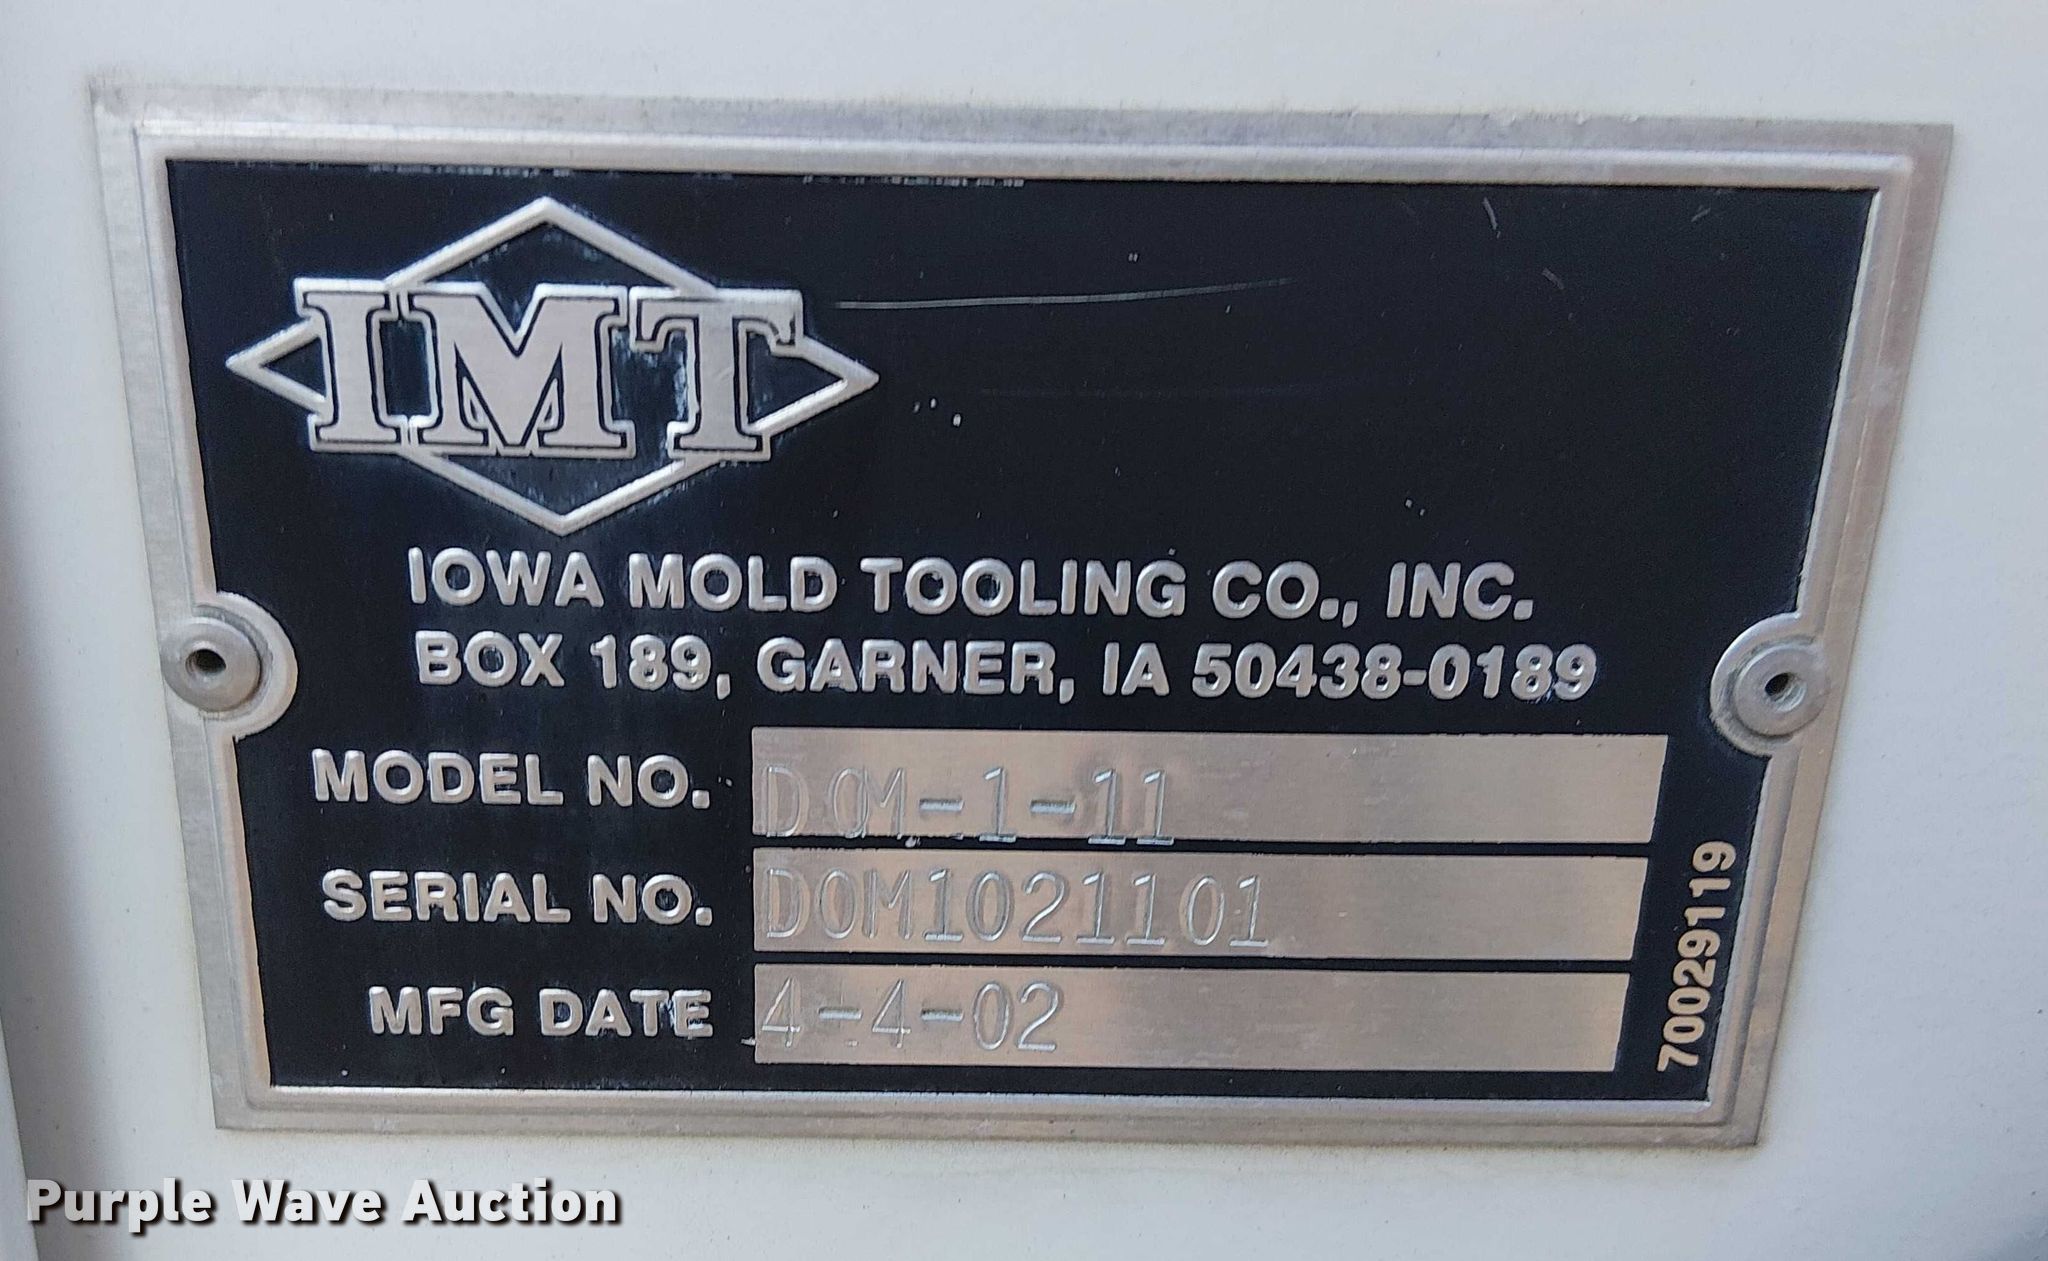 IMT
IOWA MOLD TOOLING CO., INC.
BOX 189, GARNER, IA 50438-0189
MODEL NO. DOM-1-11
SERIAL NO. DOM1021101
MFG DATE 4-4-02
70029119
Purple Wave Auction